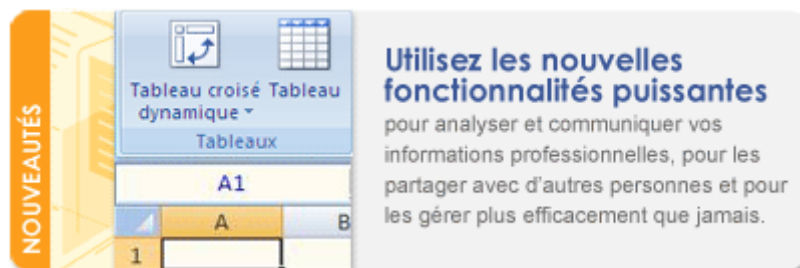 NOUVEAUTÉS
Tableau croisé
dynamique
Tableau
Tableaux
A1
A
B
1
Utilisez les nouvelles
fonctionnalités puissantes
pour analyser et communiquer vos
informations professionnelles, pour les
partager avec d'autres personnes et pour
les gérer plus efficacement que jamais.